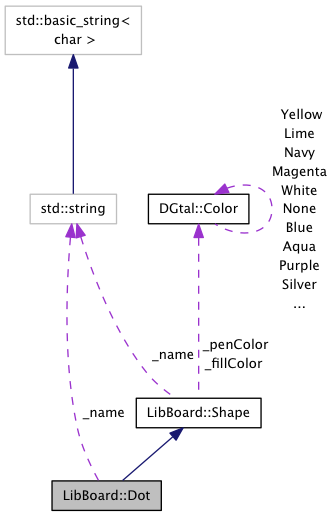 std::basic_string<
char >
Yellow
Lime
Navy
Magenta
White
None
Blue
Aqua
Purple
Silver
...
std::string
DGtal::Color
_name
_penColor
_fillColor
_name
LibBoard::Shape
LibBoard::Dot